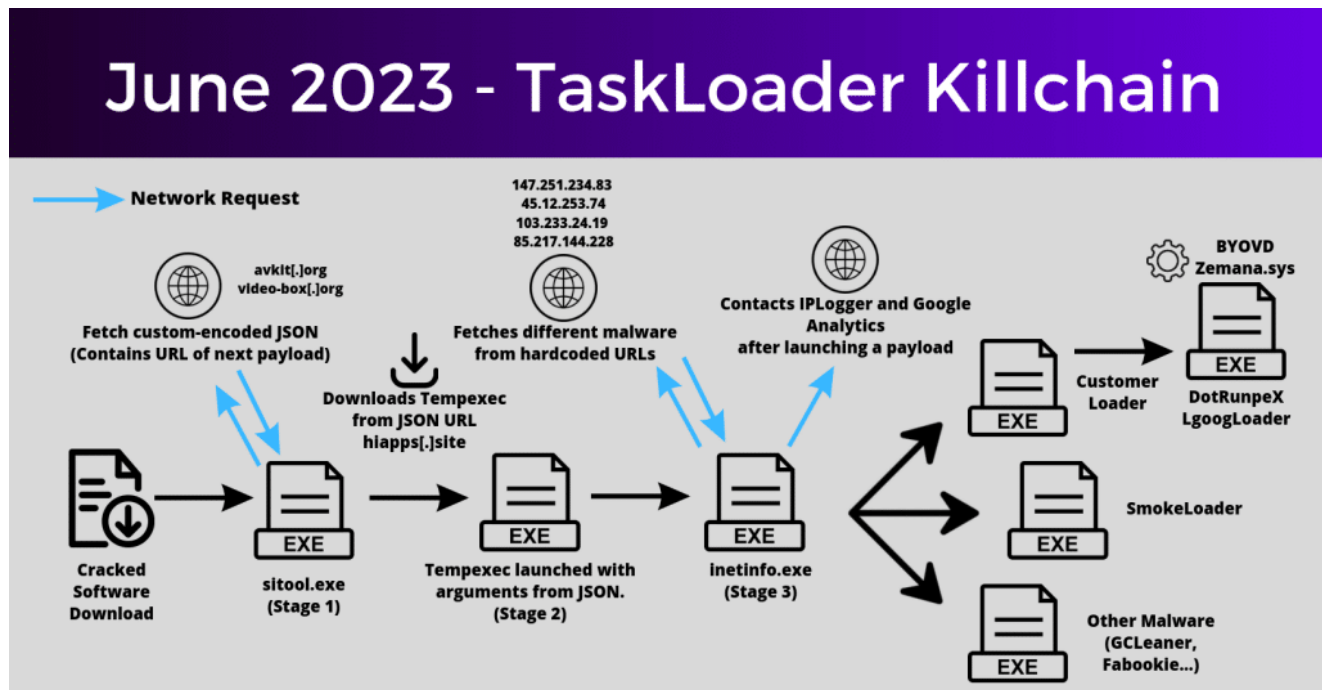 June 2023 - TaskLoader Killchain
Network Request
avkit[.]org
video-box[.]org
Fetch custom-encoded JSON
(Contains URL of next payload)
Downloads Tempexec
from JSON URL
hiapps[.]site
147.251.234.83
45.12.253.74
103.233.24.19
85.217.144.228
Fetches different malware
from hardcoded URLs
Contacts IPLogger and Google
Analytics
after launching a payload
BYOVD
Zemana.sys
EXE
Customer
Loader
EXE
DotRunpeX
LgoogLoader
Cracked
Software
Download
EXE
sitool.exe
(Stage 1)
EXE
Tempexec launched with
arguments from JSON.
(Stage 2)
EXE
inetinfo.exe
(Stage 3)
EXE
SmokeLoader
EXE
Other Malware
(GCLeaner,
Fabookie...)